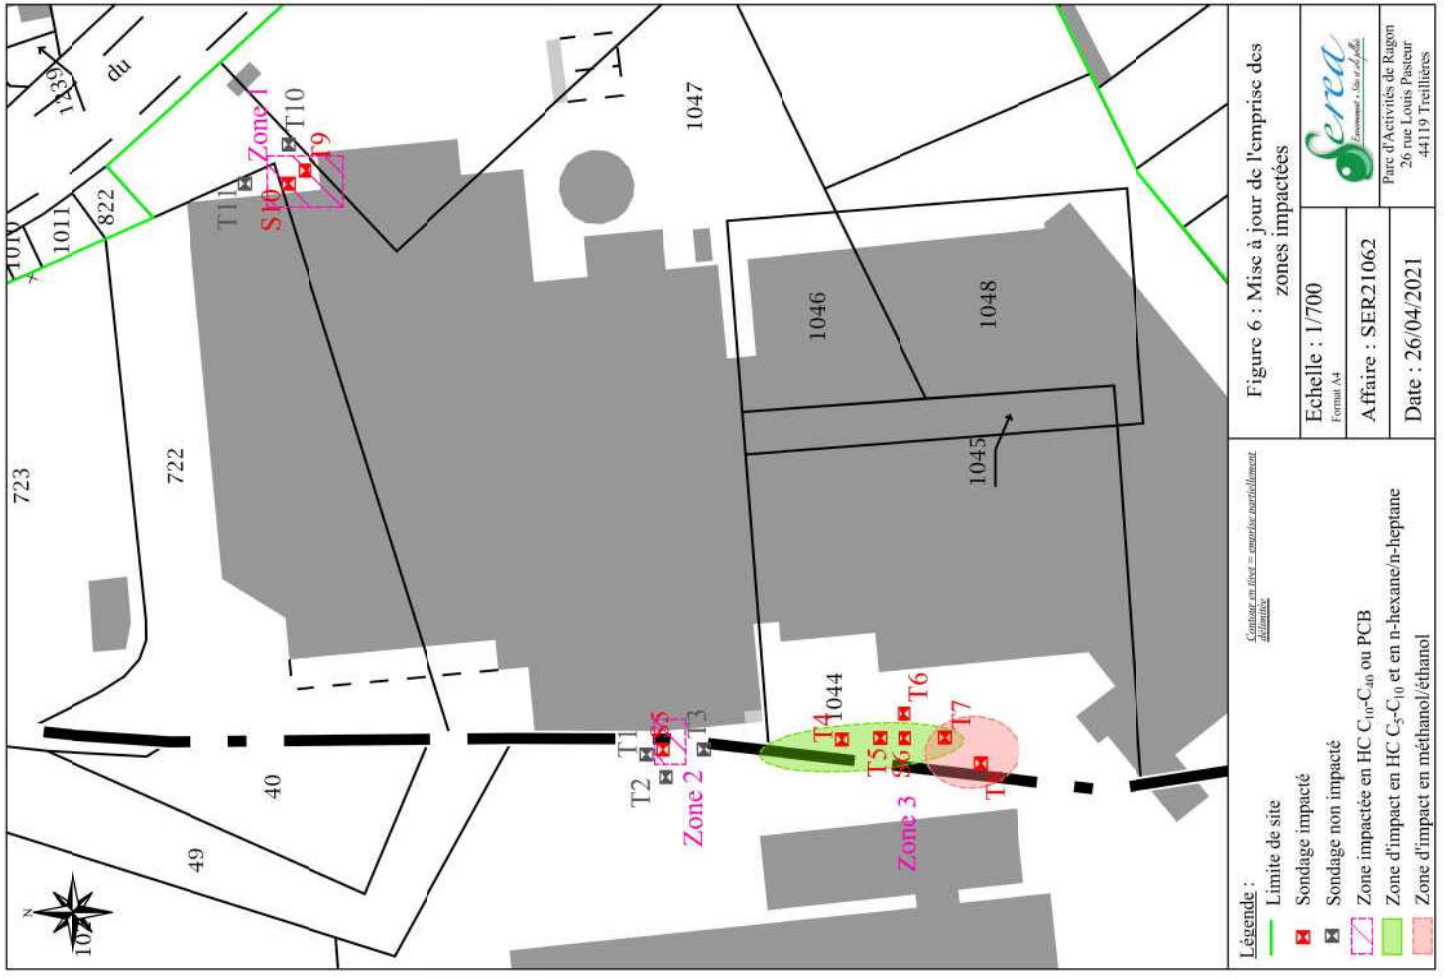 723
722
1239
du
1010
1011
822
T11
S10
Zone 1
T10
T9
1047
1046
1048
1045
1044
40
49
N
T1
T2
S5
T3
Zone 2
T4
T5
S6
T6
T7
Zone 3
Légende :
Limite de site
Sondage impacté
Sondage non impacté
Zone impactée en HC C10-C40 ou PCB
Zone d'impact en HC C5-C10 et en n-hexane/n-heptane
Zone d'impact en méthanol/éthanol
Contour en tiret = emprise partiellement
délimitée
Figure 6 : Mise à jour de l'emprise des
zones impactées
Echelle : 1/700
Format A4
Affaire : SER21062
Date : 26/04/2021
Serea
Parc d'Activités de Ragon
26 rue Louis Pasteur
44119 Treillières